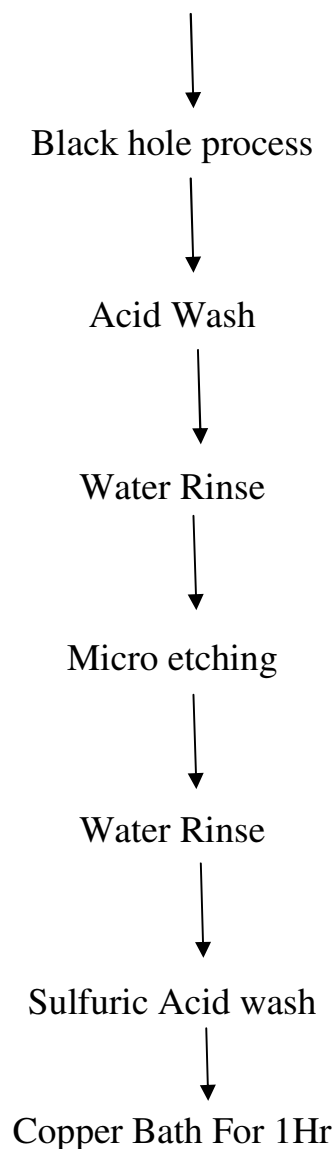 Black hole process
Acid Wash
Water Rinse
Micro etching
Water Rinse
Sulfuric Acid wash
Copper Bath For 1Hr